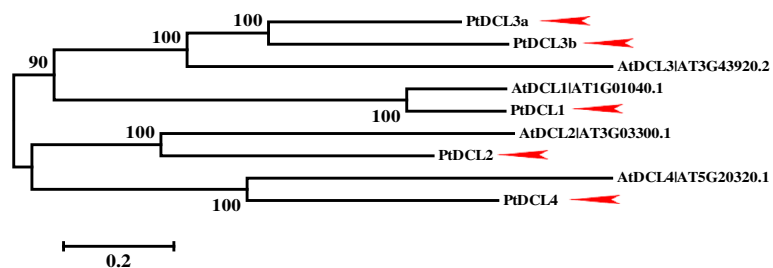 PtDCL3a
100
PtDCL3b
100
90
AtDCL3|AT3G43920.2
AtDCL1|AT1G01040.1
PtDCL1
100
AtDCL2|AT3G03300.1
100
PtDCL2
AtDCL4|AT5G20320.1
PtDCL4
100
0.2